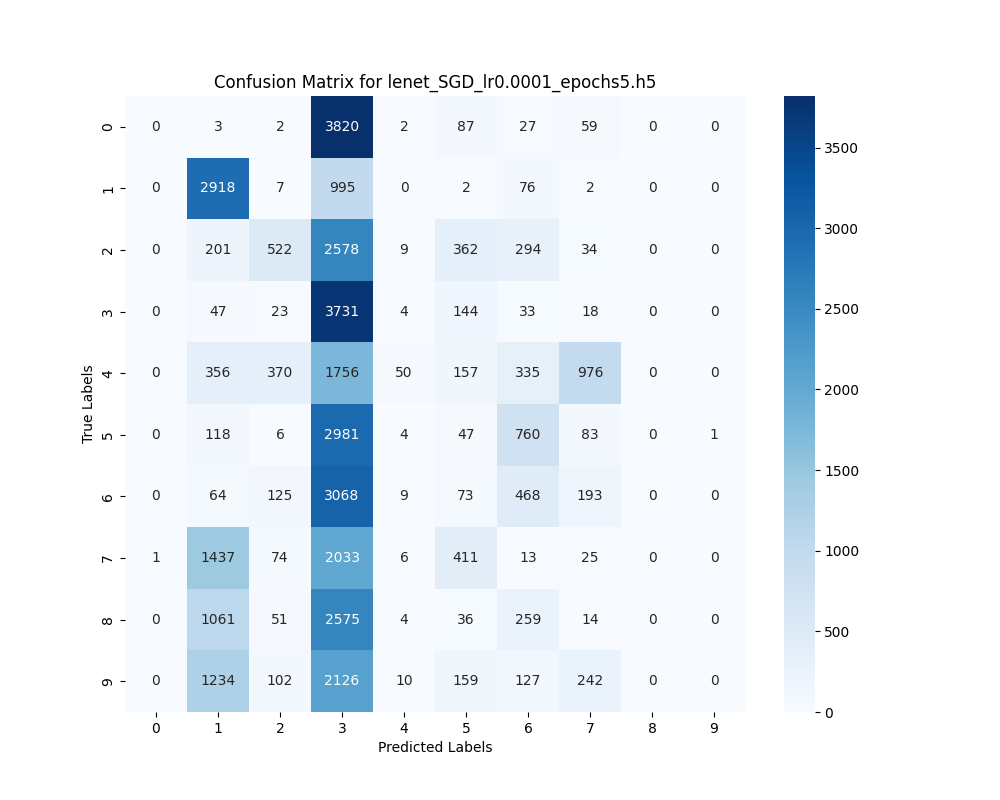 Confusion Matrix for lenet_SGD_lr0.0001_epochs5.h5
0 0 3 2 3820 2 87 27 59 0 0
1 0 2918 7 995 0 2 76 2 0 0
2 0 201 522 2578 9 362 294 34 0 0
3 0 47 23 3731 4 144 33 18 0 0
4 0 356 370 1756 50 157 335 976 0 0
5 0 118 6 2981 4 47 760 83 0 1
6 0 64 125 3068 9 73 468 193 0 0
7 1 1437 74 2033 6 411 13 25 0 0
8 0 1061 51 2575 4 36 259 14 0 0
9 0 1234 102 2126 10 159 127 242 0 0
0 1 2 3 4 5 6 7 8 9
Predicted Labels
True Labels
3500
3000
2500
2000
1500
1000
500
0